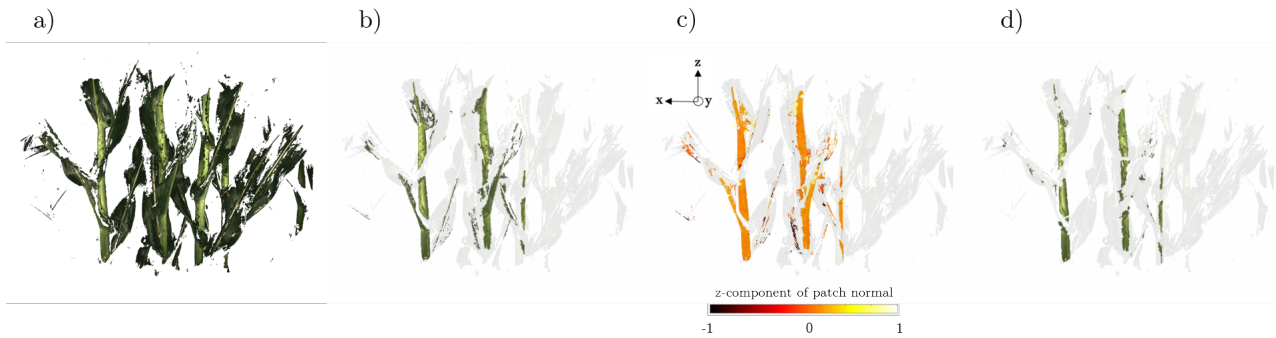 a)
b)
c)
d)
z
x
y
z-component of patch normal
-1
0
1